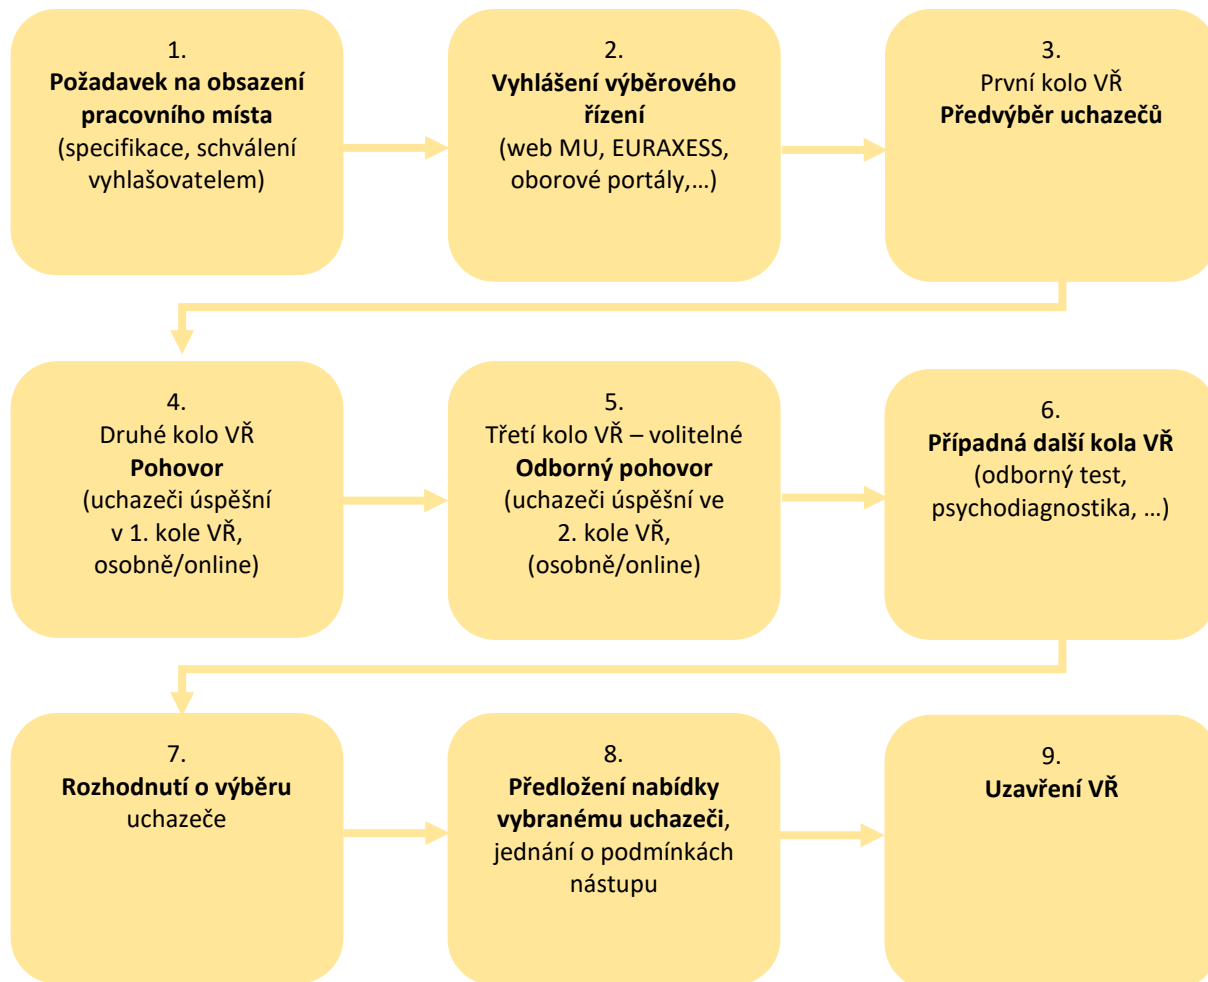 1.
Požadavek na obsazení
pracovního místa
(specifikace, schválení
vyhlašovatelem)
2.
Vyhlášení výběrového
řízení
(web MU, EURAXESS,
oborové portály,…)
3.
První kolo VŘ
Předvýběr uchazečů
4.
Druhé kolo VŘ
Pohovor
(uchazeči úspěšní
v 1. kole VŘ,
osobně/online)
5.
Třetí kolo VŘ – volitelné
Odborný pohovor
(uchazeči úspěšní ve
2. kole VŘ,
(osobně/online)
6.
Případná další kola VŘ
(odborný test,
psychodiagnostika, …)
7.
Rozhodnutí o výběru
uchazeče
8.
Předložení nabídky
vybranému uchazeči,
jednání o podmínkách
nástupu
9.
Uzavření VŘ